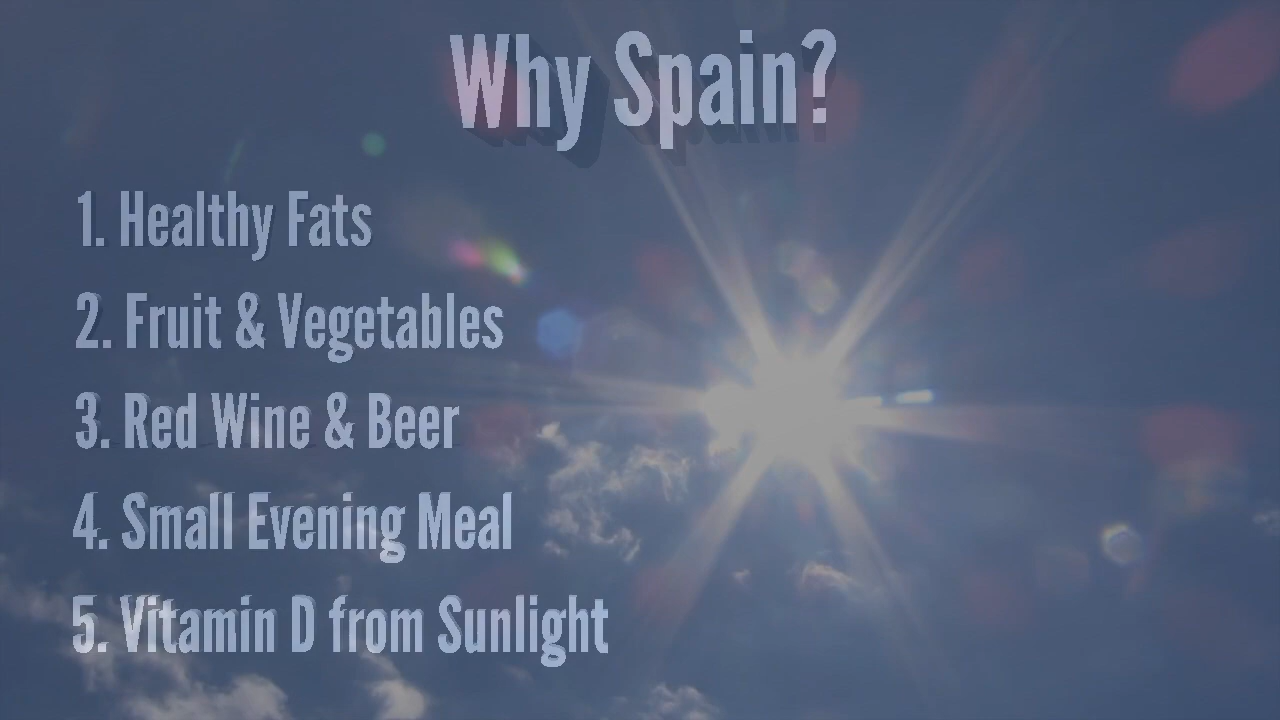 Why Spain?
1. Healthy Fats
2. Fruit & Vegetables
3. Red Wine & Beer
4. Small Evening Meal
5. Vitamin D from Sunlight